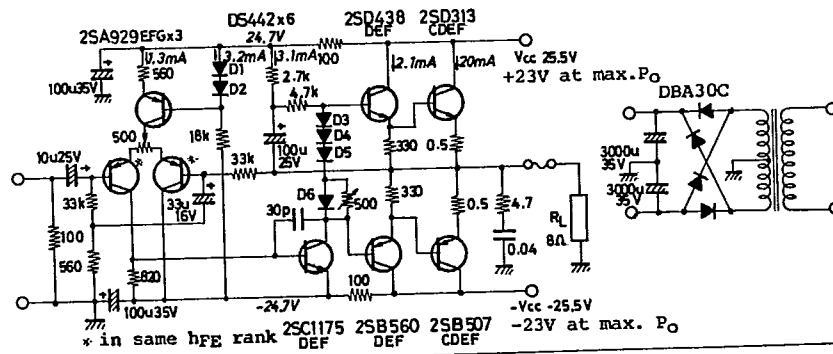 2SA929EFG×3
DS442×6
2SD438
DEF
2SD313
CDEF
24.7V
1.3mA
3.2mA
3.1mA
100
2.1mA
20mA
Vcc 25.5V
+23V at max.Po
100u35V
560
D1
D2
2.7k
4.7k
DBA30C
D3
D4
D5
500
18k
100u
25V
330
0.5
3000u
35V
10u25V
*
*
33k
33k
33u
16V
D6
500
330
0.5
4.7
RL
8Ω
3000u
35V
30p
100
560
820
0.04
100u35V
-24.7V
100
-Vcc -25.5V
-23V at max. Po
* in same hFE rank
2SC1175
DEF
2SB560
DEF
2SB507
CDEF